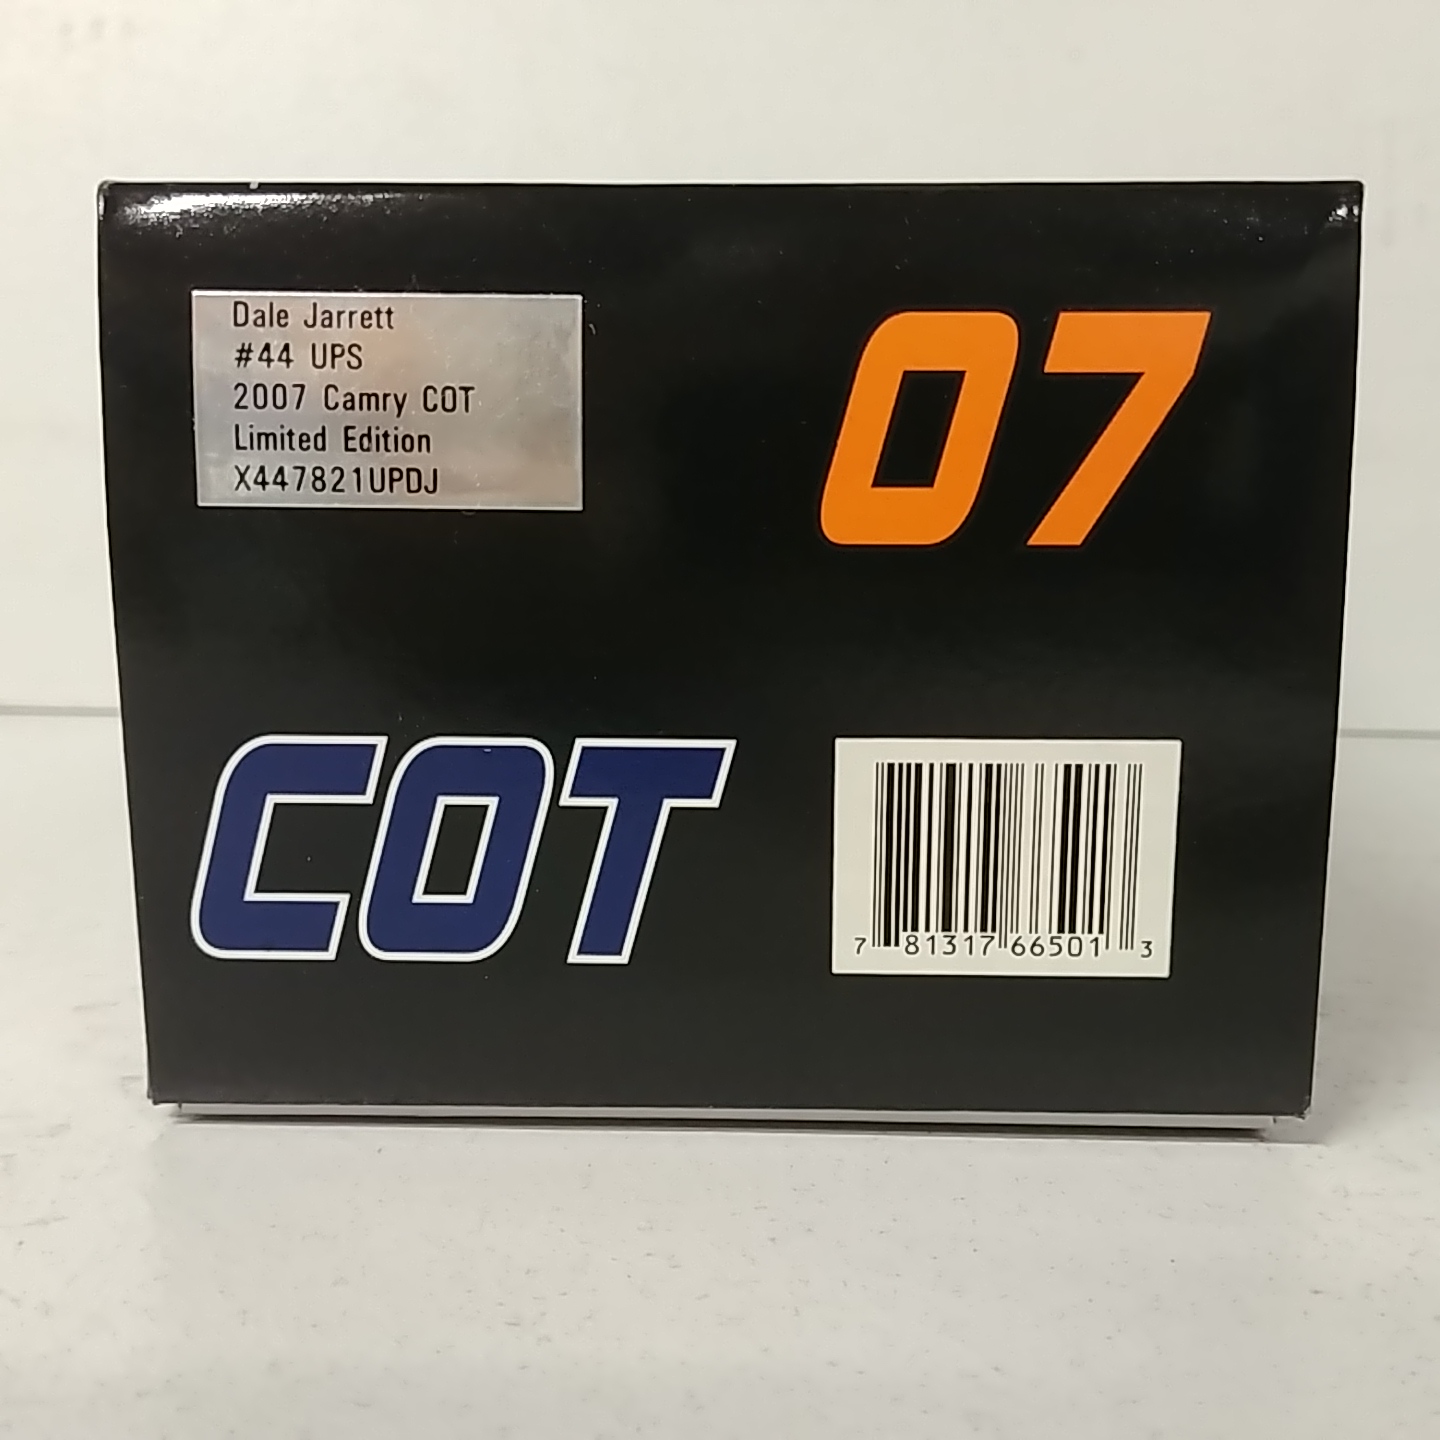 Dale Jarrett
#44 UPS
2007 Camry COT
Limited Edition
X447821UPDJ
07
COT
7 81317 66501 3